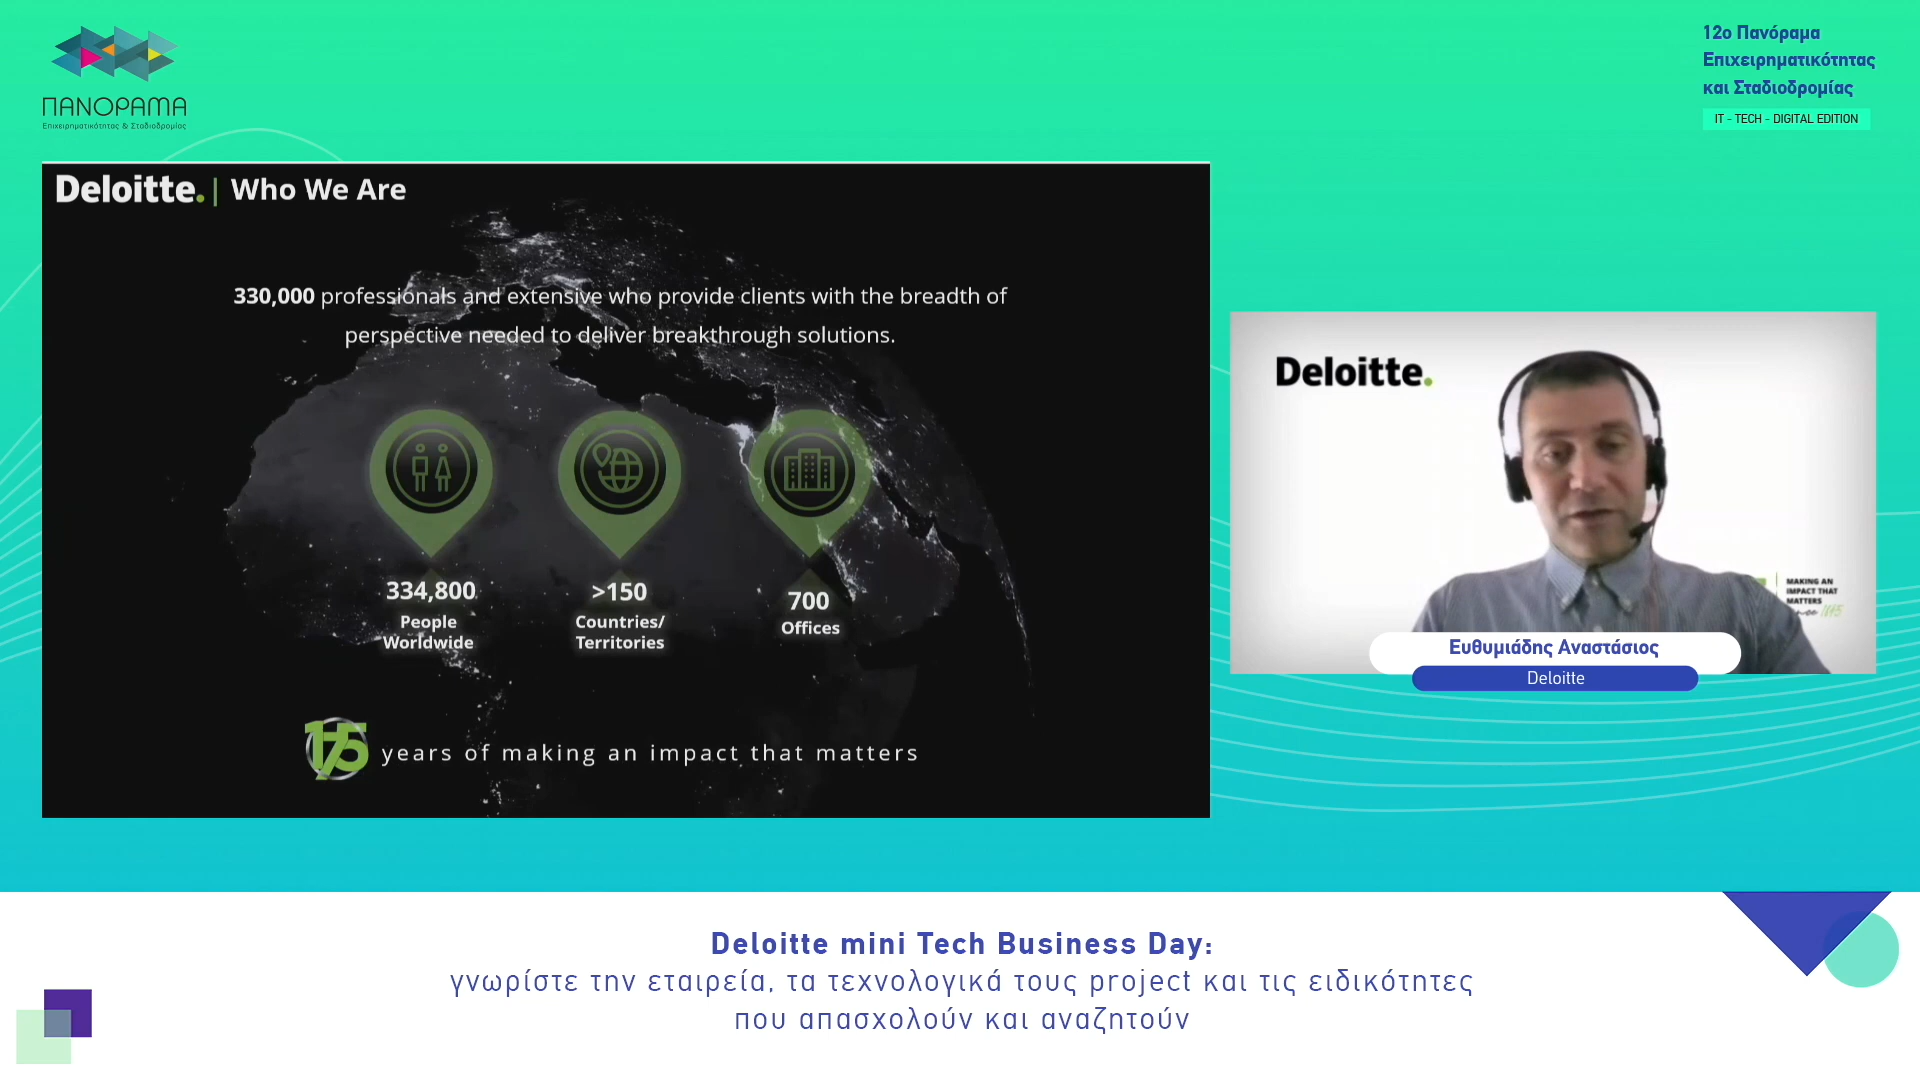 ΠΑΝΟΡΑΜΑ
Επιχειρηματικότητας & Σταδιοδρομίας
12ο Πανόραμα
Επιχειρηματικότητας
και Σταδιοδρομίας
IT - TECH - DIGITAL EDITION
Deloitte. | Who We Are
330,000 professionals and extensive who provide clients with the breadth of
perspective needed to deliver breakthrough solutions.
334,800
People
Worldwide
>150
Countries/
Territories
700
Offices
175 years of making an impact that matters
Deloitte.
MAKING AN
IMPACT THAT
MATTERS
Ευθυμιάδης Αναστάσιος
Deloitte
Deloitte mini Tech Business Day:
γνωρίστε την εταιρεία, τα τεχνολογικά τους project και τις ειδικότητες
που απασχολούν και αναζητούν